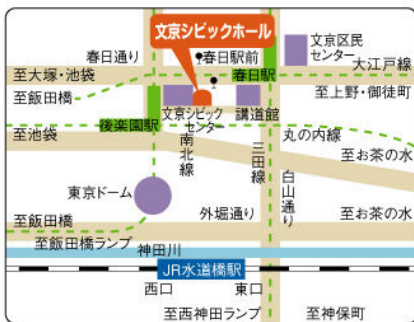 文京シビックホール
春日通り
春日駅前
文京区民
センター
至大塚・池袋
春日駅
大江戸線
至飯田橋
至上野・御徒町
文京シビック
センター
講道館
後楽園駅
丸の内線
至池袋
南北線
三田線
至お茶の水
白山通り
東京ドーム
外堀通り
至飯田橋
至お茶の水
至飯田橋ランプ
神田川
JR水道橋駅
西口
東口
至西神田ランプ
至神保町